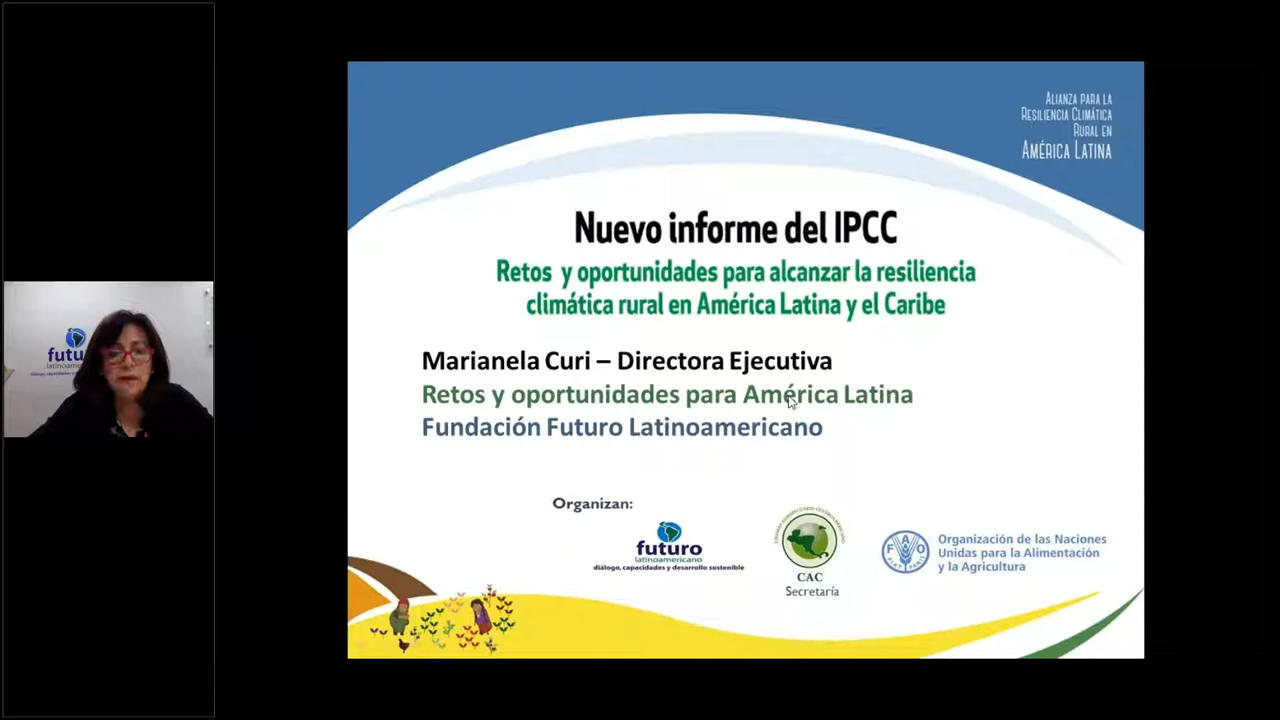 ALIANZA PARA LA
RESILIENCIA CLIMÁTICA
RURAL EN
AMÉRICA LATINA
Nuevo informe del IPCC
Retos y oportunidades para alcanzar la resiliencia
climática rural en América Latina y el Caribe
Marianela Curi – Directora Ejecutiva
Retos y oportunidades para América Latina
Fundación Futuro Latinoamericano
Organizan:
futuro
latinoamericano
diálogo, capacidades y desarrollo sostenible
CAC
Secretaría
FAO
FIAT PANIS
Organización de las Naciones
Unidas para la Alimentación
y la Agricultura